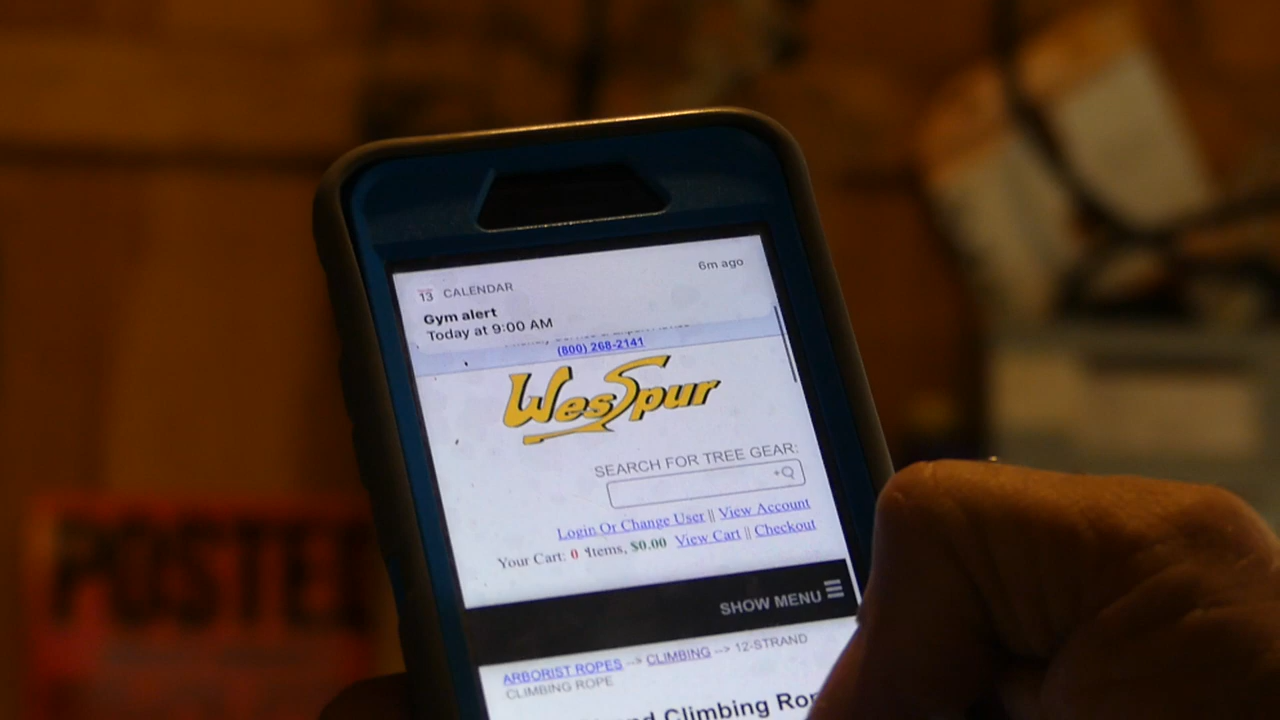 6m ago
13 CALENDAR
Gym alert
Today at 9:00 AM
(800) 268-2141
WesSpur
SEARCH FOR TREE GEAR:
Login Or Change User || View Account
Your Cart: 0 Items, $0.00 View Cart || Checkout
SHOW MENU
ARBORIST ROPES --> CLIMBING --> 12-STRAND
CLIMBING ROPE
Climbing